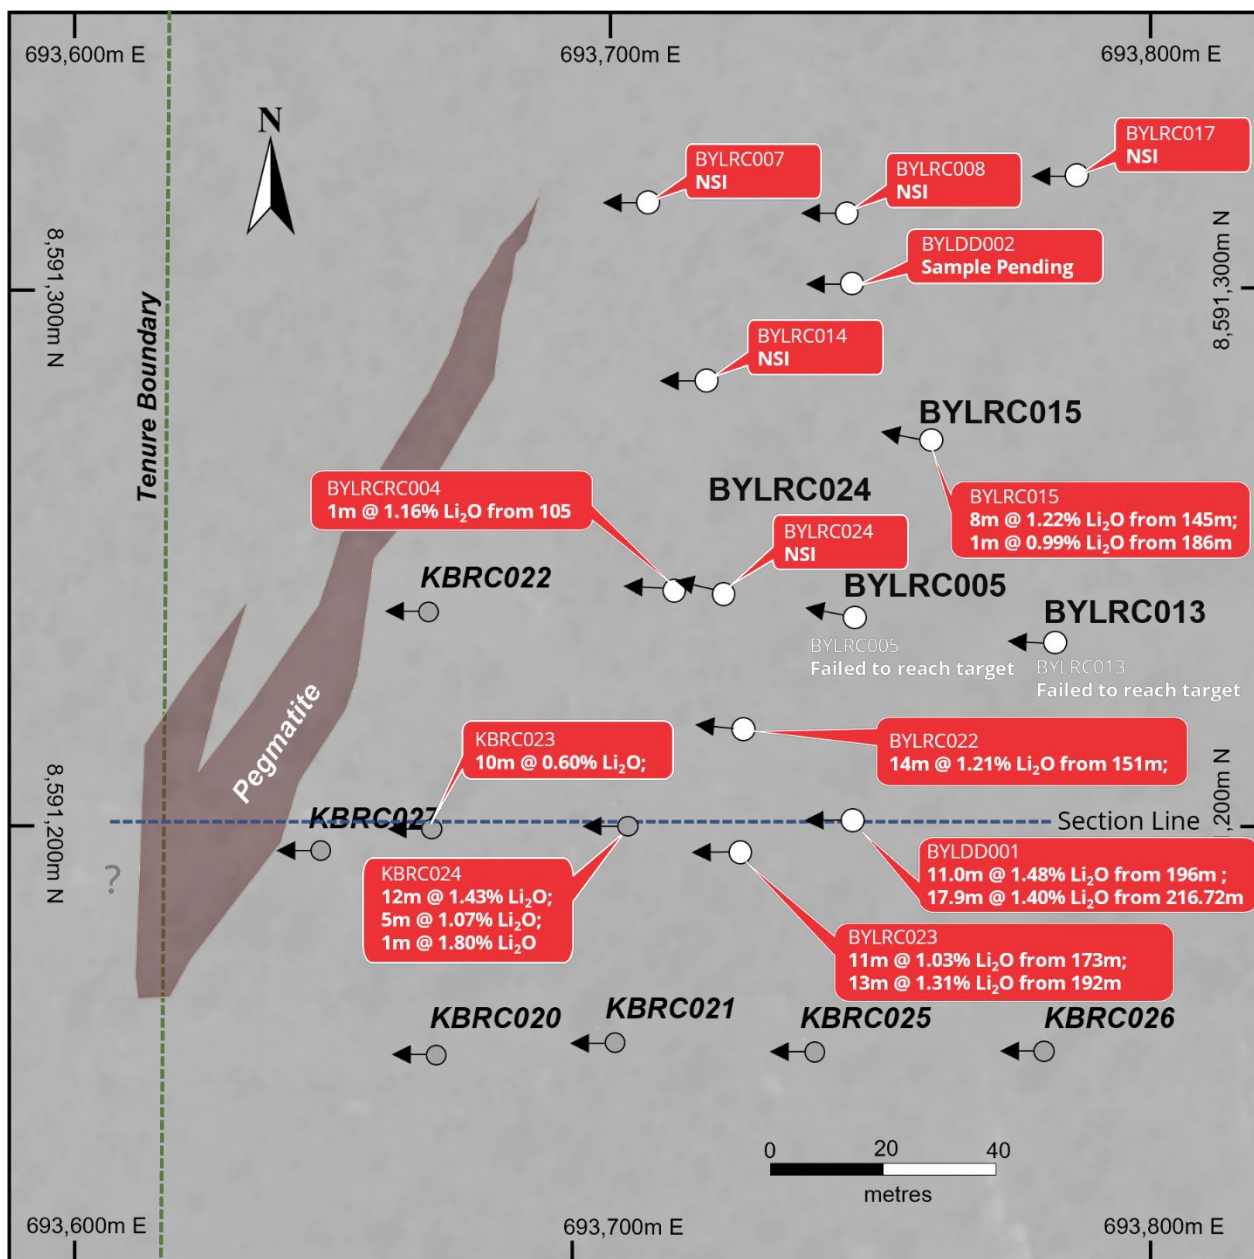 693,600m E
693,700m E
693,800m E
N
BYLRC017
NSI
BYLRC007
NSI
BYLRC008
NSI
BYLDD002
Sample Pending
8,591,300m N
8,591,300m N
Tenure Boundary
BYLRC014
NSI
BYLRC015
BYLRCRC004
1m @ 1.16% Li₂O from 105
BYLRC024
BYLRC015
8m @ 1.22% Li₂O from 145m;
1m @ 0.99% Li₂O from 186m
BYLRC024
NSI
KBRC022
BYLRC005
BYLRC005
Failed to reach target
BYLRC013
BYLRC013
Failed to reach target
Pegmatite
KBRC023
10m @ 0.60% Li₂O;
BYLRC022
14m @ 1.21% Li₂O from 151m;
8,591,200m N
,200m N
KBRC027
Section Line
?
KBRC024
12m @ 1.43% Li₂O;
5m @ 1.07% Li₂O;
1m @ 1.80% Li₂O
BYLDD001
11.0m @ 1.48% Li₂O from 196m ;
17.9m @ 1.40% Li₂O from 216.72m
BYLRC023
11m @ 1.03% Li₂O from 173m;
13m @ 1.31% Li₂O from 192m
KBRC020
KBRC021
KBRC025
KBRC026
0 20 40
metres
693,600m E
693,700m E
693,800m E